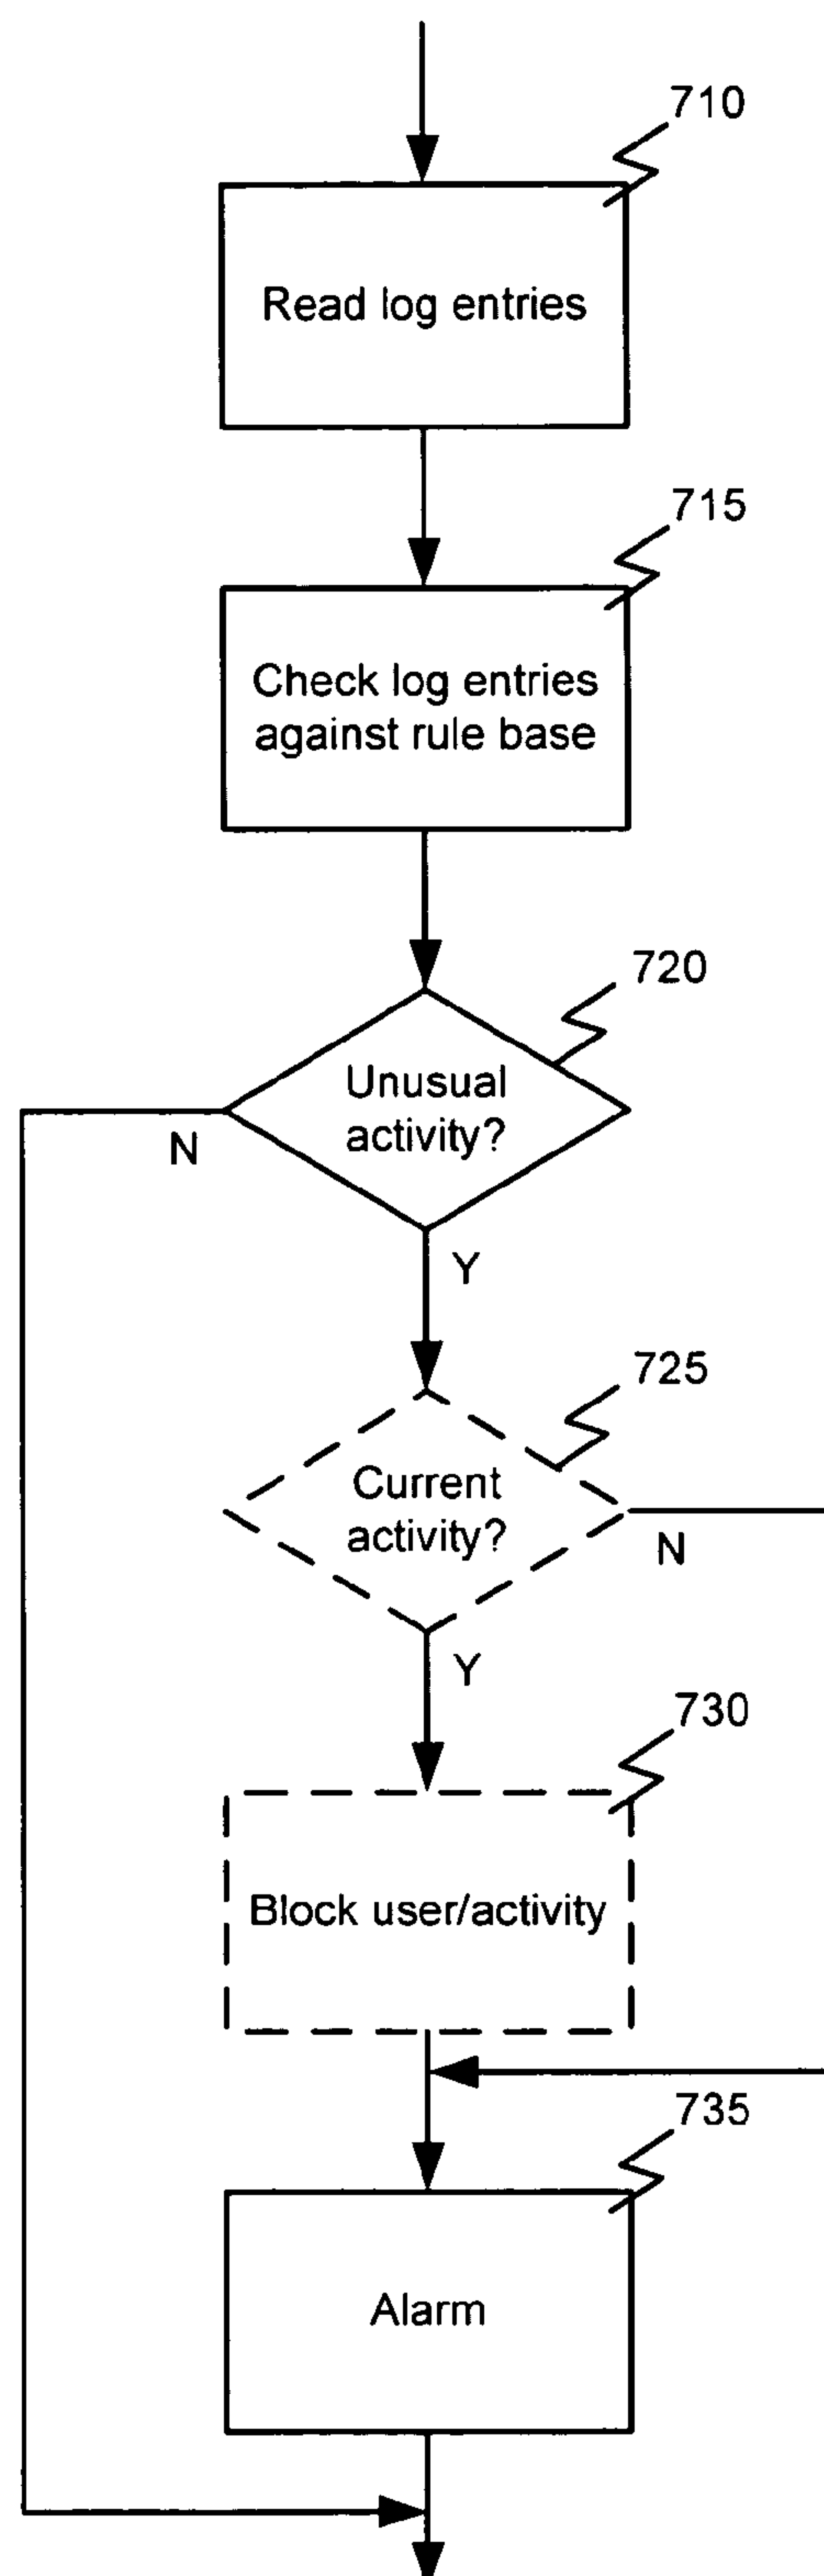 710
Read log entries
715
Check log entries
against rule base
720
Unusual
activity?
N
Y
725
Current
activity?
N
Y
730
Block user/activity
735
Alarm